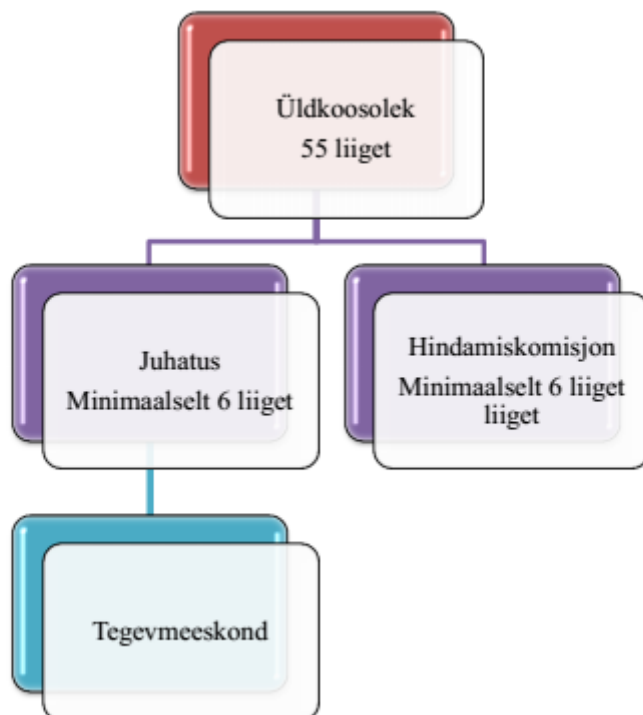 Üldkoosolek
55 liiget
Juhatus
Minimaalselt 6 liiget
Hindamiskomisjon
Minimaalselt 6 liiget
liiget
Tegevmeeskond